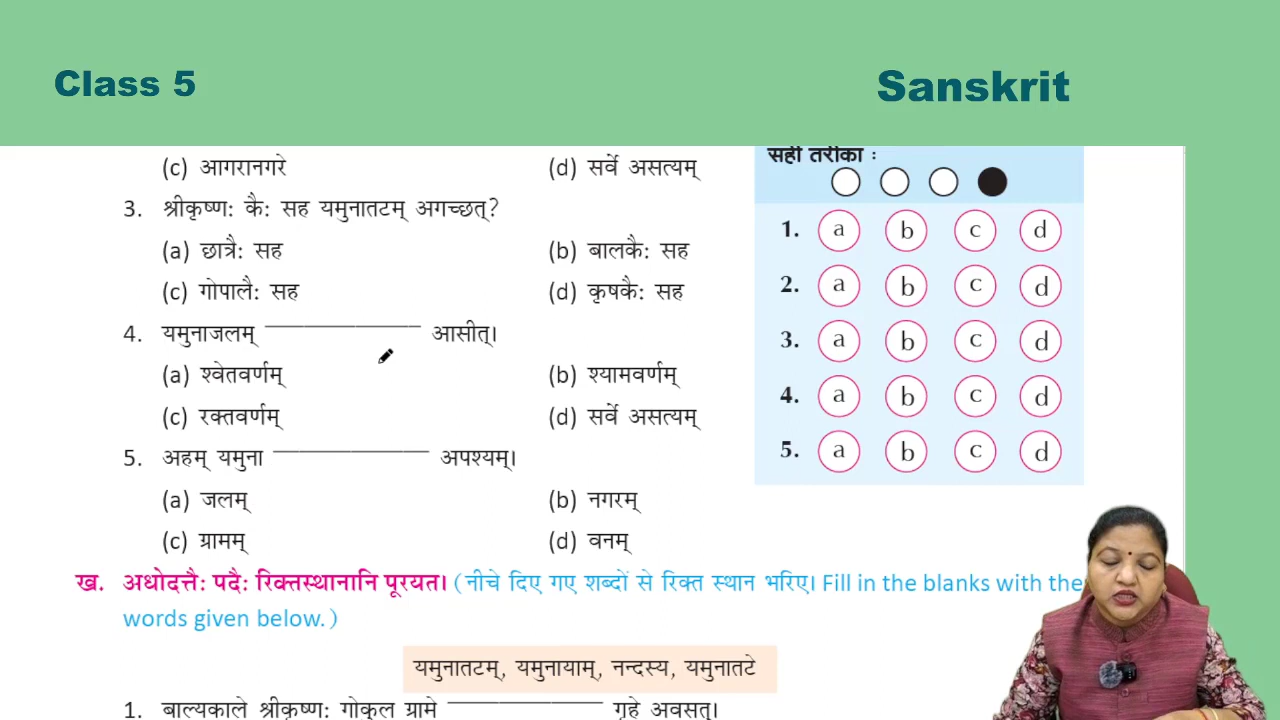 Class 5
Sanskrit
(c) आगरानगरे
(d) सर्वे असत्यम्
3. श्रीकृष्णः कैः सह यमुनातटम् अगच्छत्?
(a) छात्रैः सह
(b) बालकैः सह
(c) गोपालैः सह
(d) कृषकैः सह
4. यमुनाजलम् ____________ आसीत्।
(a) श्वेतवर्णम्
(b) श्यामवर्णम्
(c) रक्तवर्णम्
(d) सर्वे असत्यम्
5. अहम् यमुना ____________ अपश्यम्।
(a) जलम्
(b) नगरम्
(c) ग्रामम्
(d) वनम्
सही तरीका :
1. a b c d
2. a b c d
3. a b c d
4. a b c d
5. a b c d
ख. अधोदत्तैः पदैः रिक्तस्थानानि पूरयत। (नीचे दिए गए शब्दों से रिक्त स्थान भरिए। Fill in the blanks with the
words given below.)
यमुनातटम्, यमुनायाम्, नन्दस्य, यमुनातटे
1. बाल्यकाले श्रीकृष्णः गोकुल ग्रामे ____________ गृहे अवसत्।